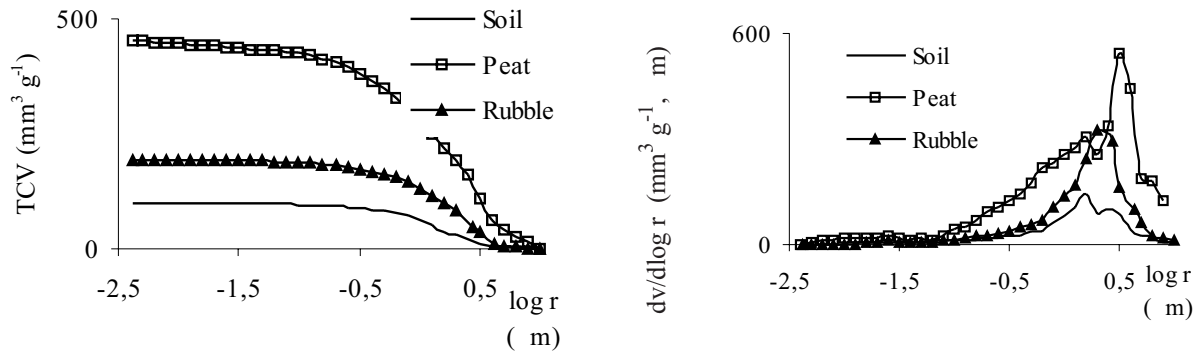 TCV (mm³ g⁻¹)
500
0
-2,5
-1,5
-0,5
0,5
log r
( m)
Soil
Peat
Rubble
dv/dlog r (mm³ g⁻¹, m)
600
0
-2,5
-1,5
-0,5
0,5
log r
( m)
Soil
Peat
Rubble